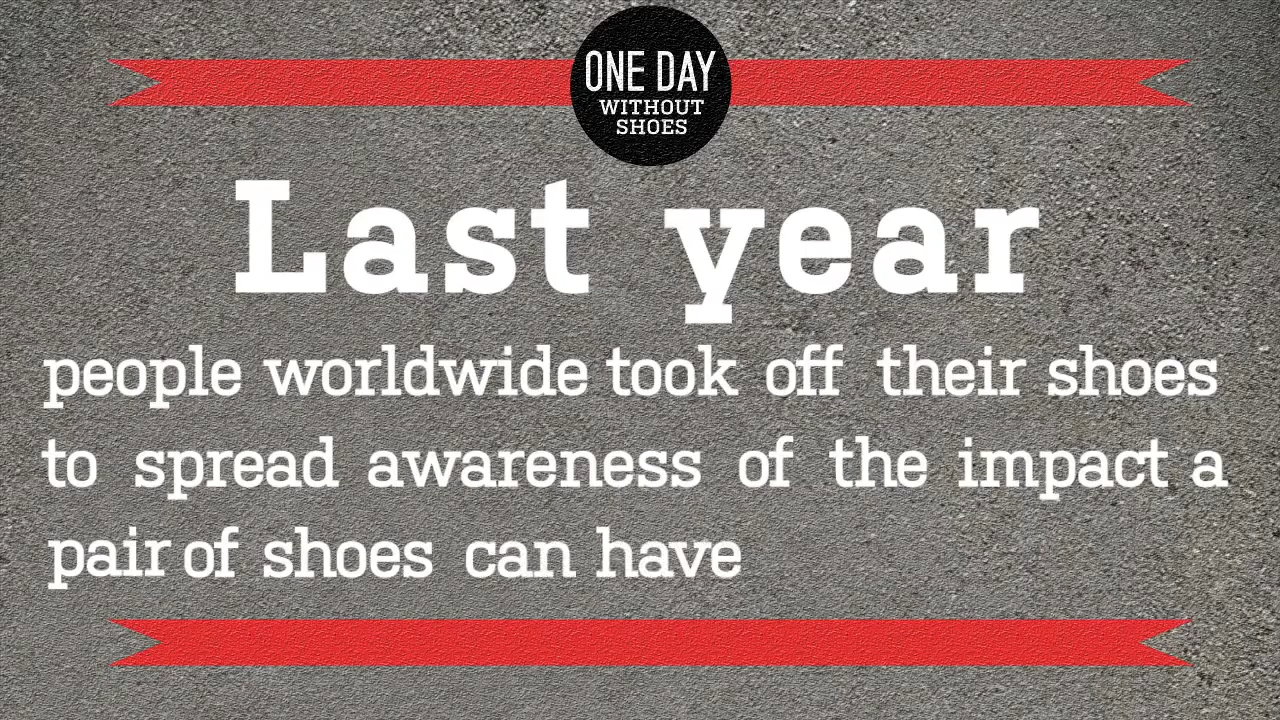 ONE DAY
WITHOUT
SHOES
Last year
people worldwide took off their shoes
to spread awareness of the impact a
pair of shoes can have